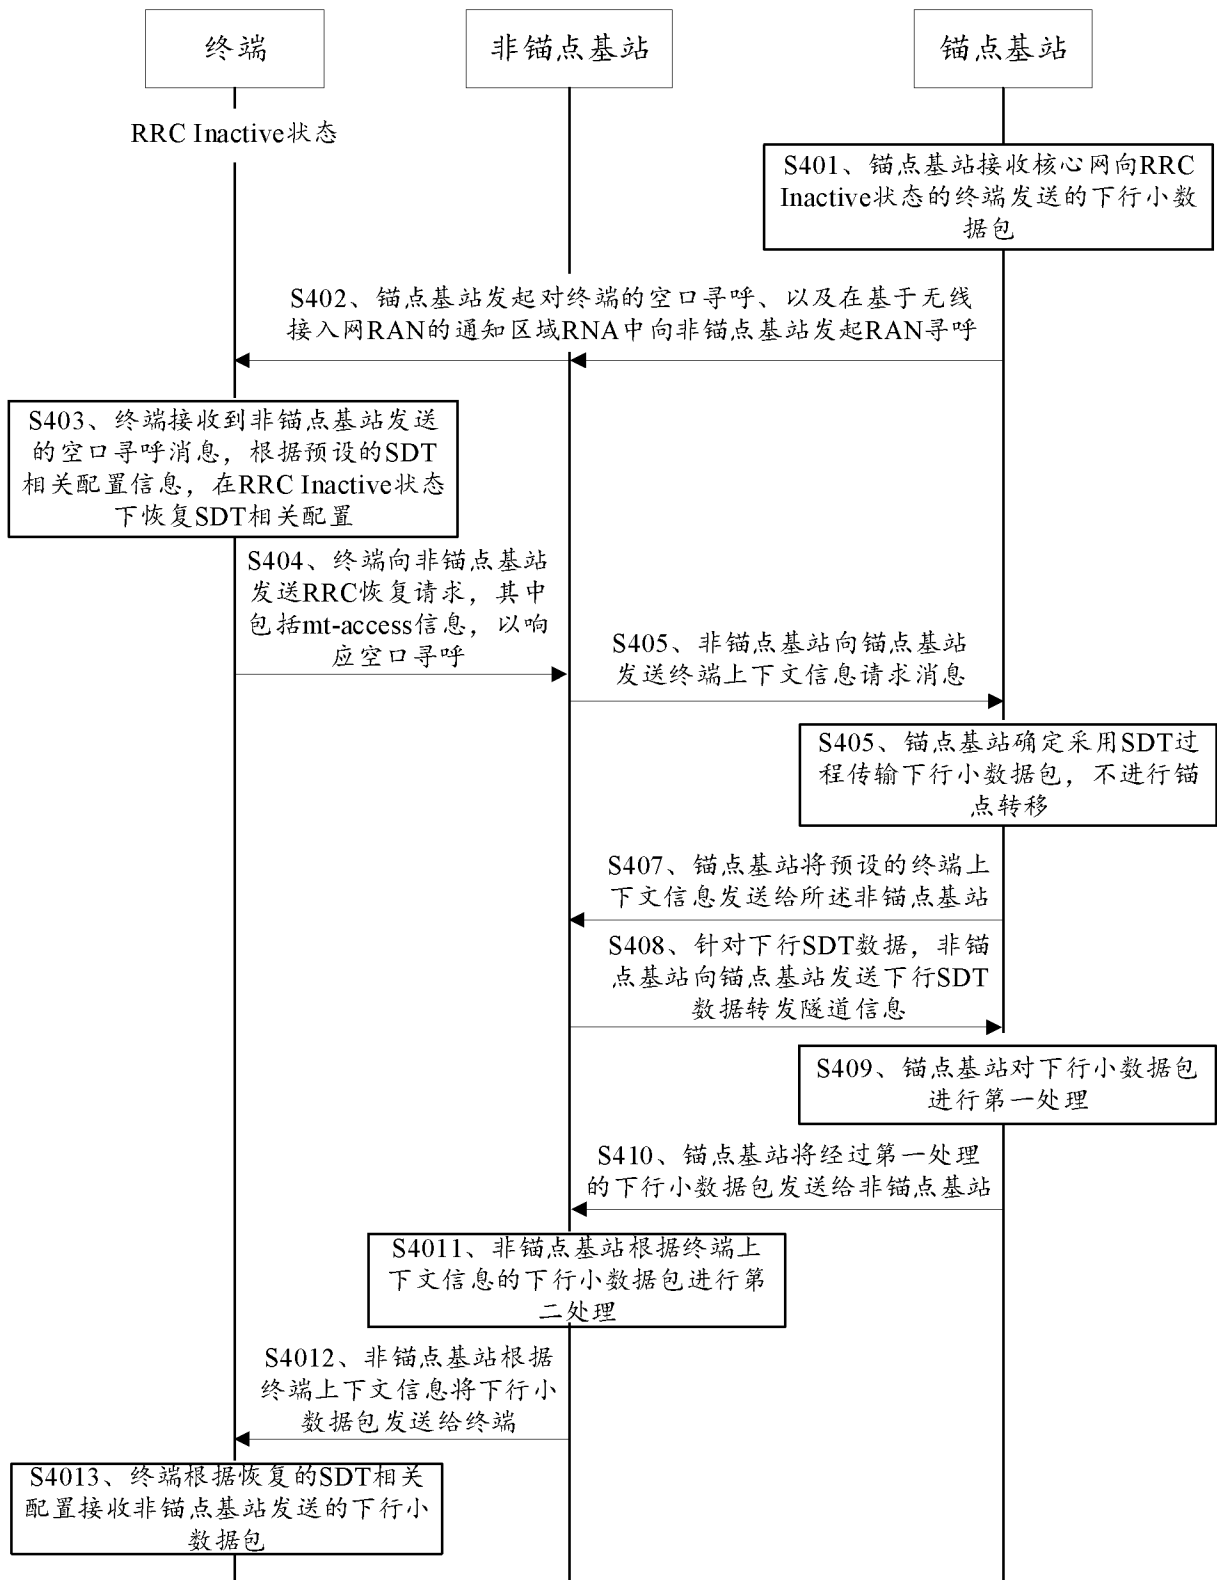 终端
非锚点基站
锚点基站
RRC Inactive状态
S401、锚点基站接收核心网向RRC
Inactive状态的终端发送的下行小数
据包
S402、锚点基站发起对终端的空口寻呼、以及在基于无线
接入网RAN的通知区域RNA中向非锚点基站发起RAN寻呼
S403、终端接收到非锚点基站发送
的空口寻呼消息，根据预设的SDT
相关配置信息，在RRC Inactive状态
下恢复SDT相关配置
S404、终端向非锚点基站
发送RRC恢复请求，其中
包括mt-access信息，以响
应空口寻呼
S405、非锚点基站向锚点基站
发送终端上下文信息请求消息
S405、锚点基站确定采用SDT过
程传输下行小数据包，不进行锚
点转移
S407、锚点基站将预设的终端上
下文信息发送给所述非锚点基站
S408、针对下行SDT数据，非锚
点基站向锚点基站发送下行SDT
数据转发隧道信息
S409、锚点基站对下行小数据包
进行第一处理
S410、锚点基站将经过第一处理
的下行小数据包发送给非锚点基站
S4011、非锚点基站根据终端上
下文信息的下行小数据包进行第
二处理
S4012、非锚点基站根据
终端上下文信息将下行小
数据包发送给终端
S4013、终端根据恢复的SDT相关
配置接收非锚点基站发送的下行小
数据包